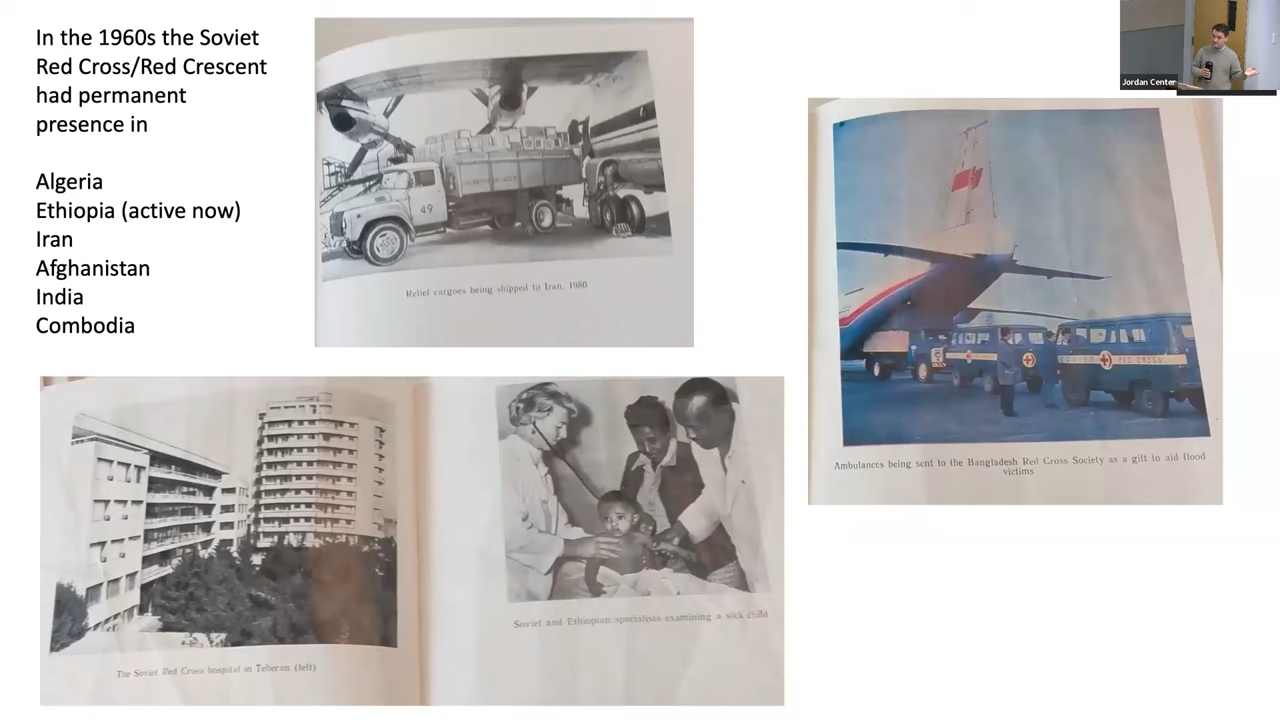 In the 1960s the Soviet
Red Cross/Red Crescent
had permanent
presence in
Algeria
Ethiopia (active now)
Iran
Afghanistan
India
Combodia
49
Relief cargoes being shipped to Iran. 1980
Jordan Center
RED CROSS
Ambulances being sent to the Bangladesh Red Cross Society as a gift to aid flood
victims
The Soviet Red Cross hospital in Teheran (left)
Soviet and Ethiopian specialists examining a sick child